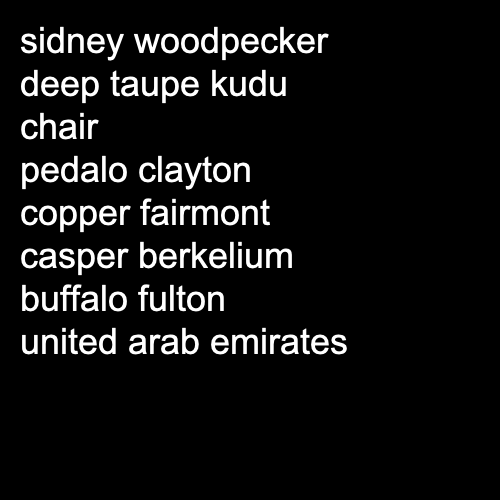 sidney woodpecker
deep taupe kudu
chair
pedalo clayton
copper fairmont
casper berkelium
buffalo fulton
united arab emirates